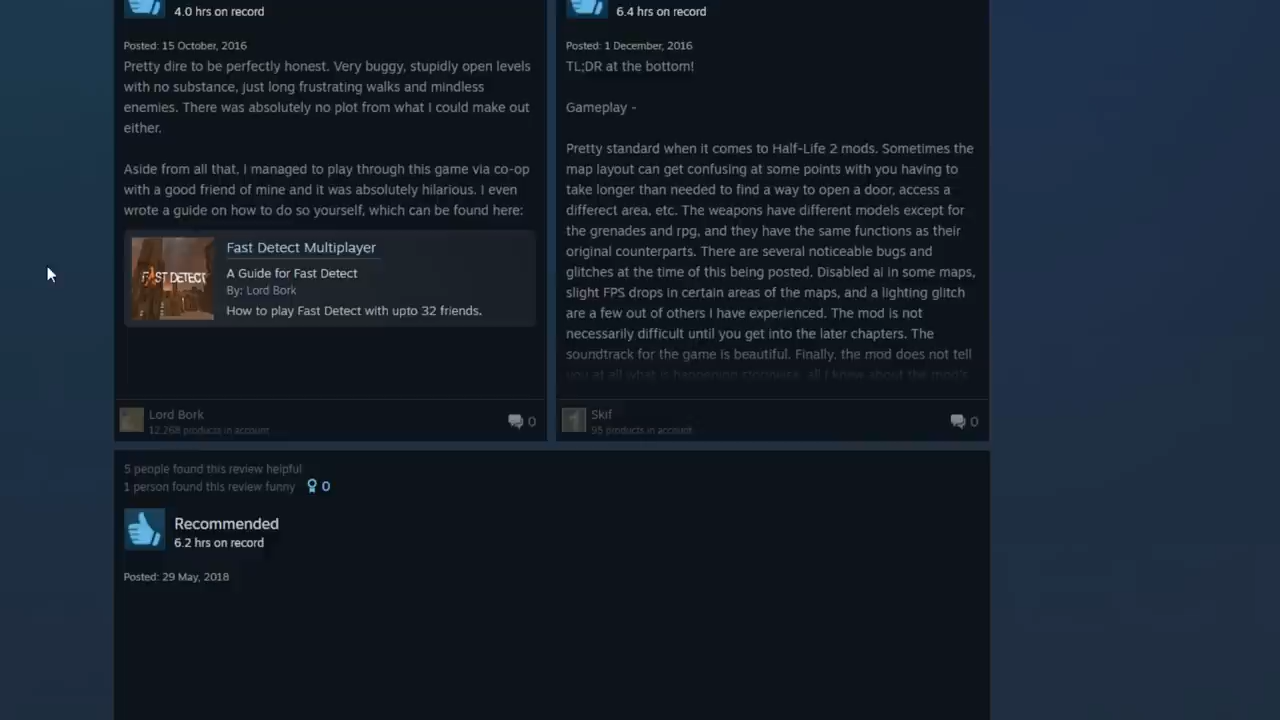 4.0 hrs on record
Posted: 15 October, 2016
Pretty dire to be perfectly honest. Very buggy, stupidly open levels
with no substance, just long frustrating walks and mindless
enemies. There was absolutely no plot from what I could make out
either.
Aside from all that, I managed to play through this game via co-op
with a good friend of mine and it was absolutely hilarious. I even
wrote a guide on how to do so yourself, which can be found here:
FAST DETECT
Fast Detect Multiplayer
A Guide for Fast Detect
By: Lord Bork
How to play Fast Detect with upto 32 friends.
Lord Bork
12,268 products in account
0
6.4 hrs on record
Posted: 1 December, 2016
TL;DR at the bottom!
Gameplay -
Pretty standard when it comes to Half-Life 2 mods. Sometimes the
map layout can get confusing at some points with you having to
take longer than needed to find a way to open a door, access a
differect area, etc. The weapons have different models except for
the grenades and rpg, and they have the same functions as their
original counterparts. There are several noticeable bugs and
glitches at the time of this being posted. Disabled ai in some maps,
slight FPS drops in certain areas of the maps, and a lighting glitch
are a few out of others I have experienced. The mod is not
necessarily difficult until you get into the later chapters. The
soundtrack for the game is beautiful. Finally, the mod does not tell
you at all what is happening storywise, all I know about the mod's
Skif
95 products in account
0
5 people found this review helpful
1 person found this review funny
0
Recommended
6.2 hrs on record
Posted: 29 May, 2018